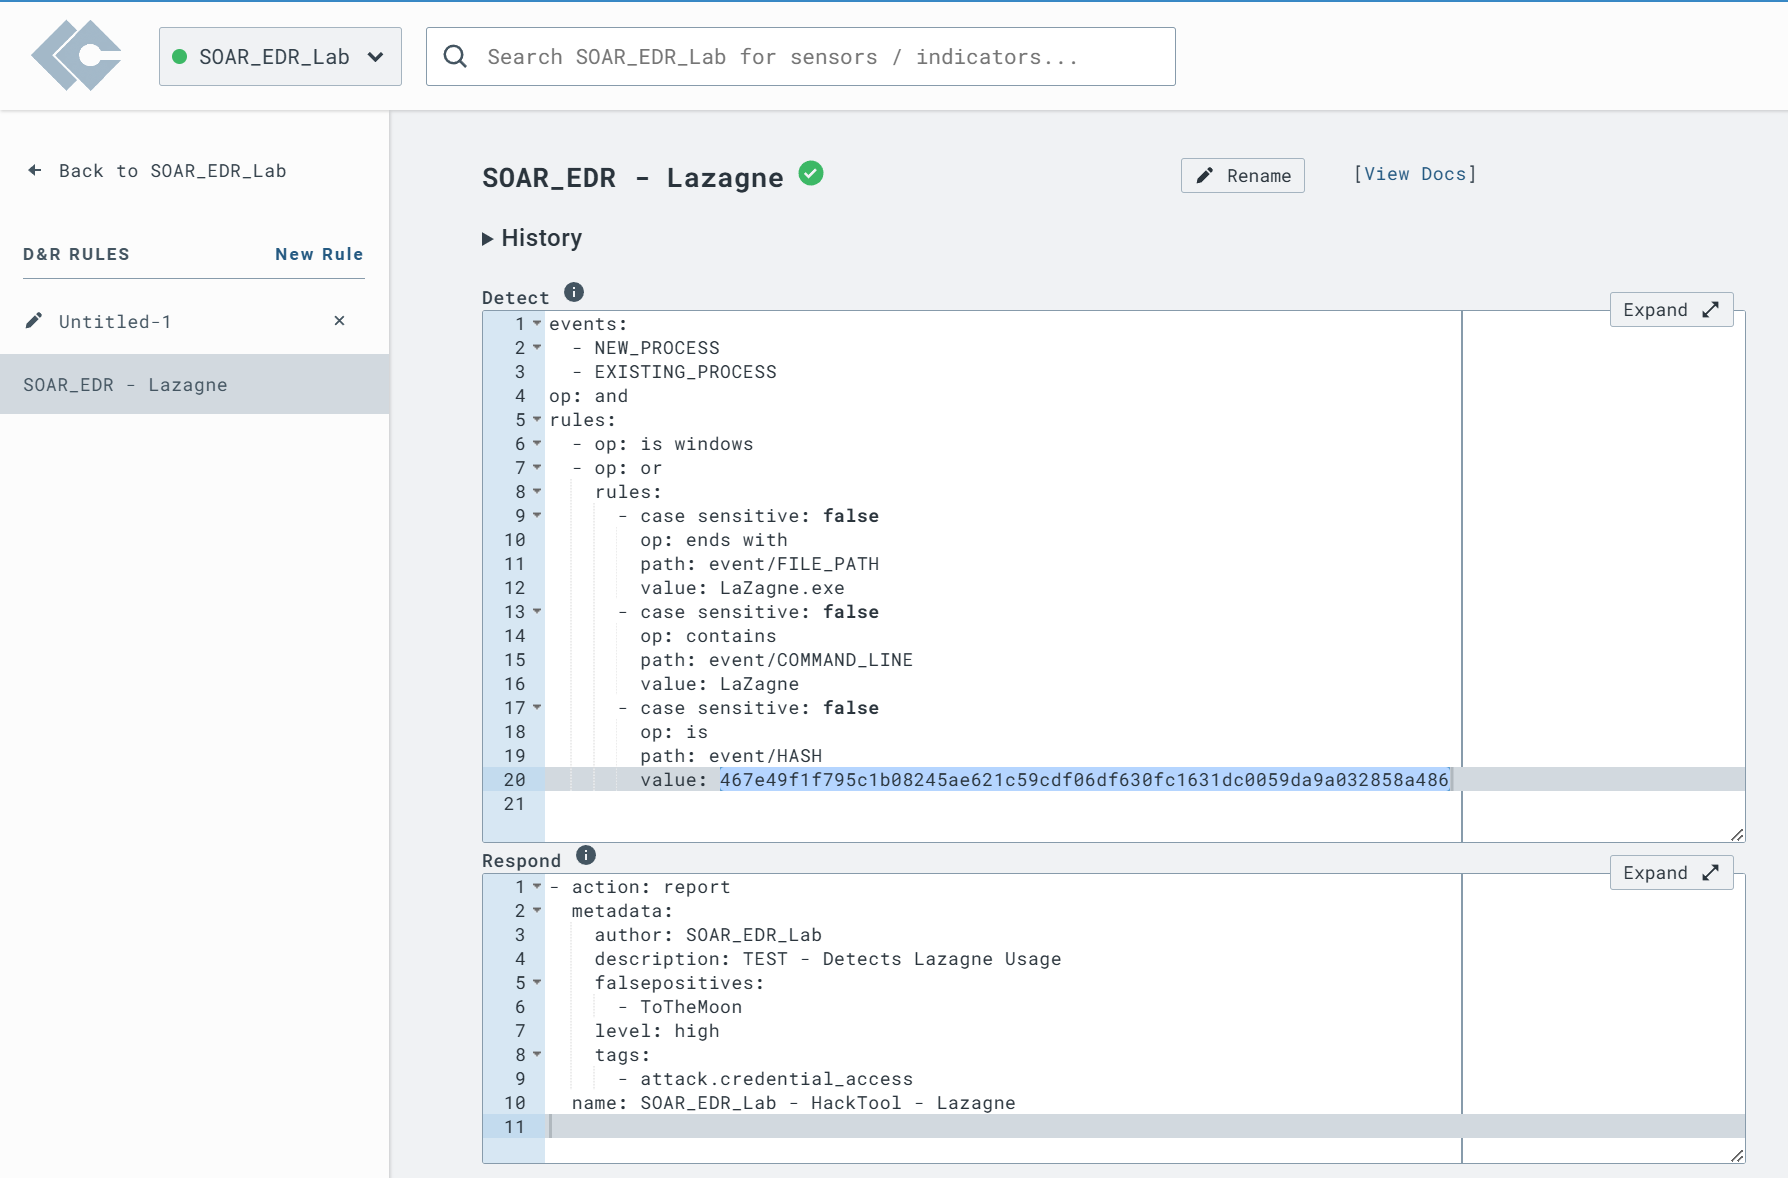 SOAR_EDR_Lab
Search SOAR_EDR_Lab for sensors / indicators...
Back to SOAR_EDR_Lab
D&R RULES New Rule
Untitled-1 ×
SOAR_EDR - Lazagne
SOAR_EDR - Lazagne
Rename
[View Docs]
History
Detect
Expand
1 events:
2   - NEW_PROCESS
3   - EXISTING_PROCESS
4 op: and
5 rules:
6   - op: is windows
7   - op: or
8     rules:
9       - case sensitive: false
10         op: ends with
11         path: event/FILE_PATH
12         value: LaZagne.exe
13       - case sensitive: false
14         op: contains
15         path: event/COMMAND_LINE
16         value: LaZagne
17       - case sensitive: false
18         op: is
19         path: event/HASH
20         value: 467e49f1f795c1b08245ae621c59cdf06df630fc1631dc0059da9a032858a486
21
Respond
Expand
1 - action: report
2   metadata:
3     author: SOAR_EDR_Lab
4     description: TEST - Detects Lazagne Usage
5     falsepositives:
6       - ToTheMoon
7     level: high
8     tags:
9       - attack.credential_access
10   name: SOAR_EDR_Lab - HackTool - Lazagne
11